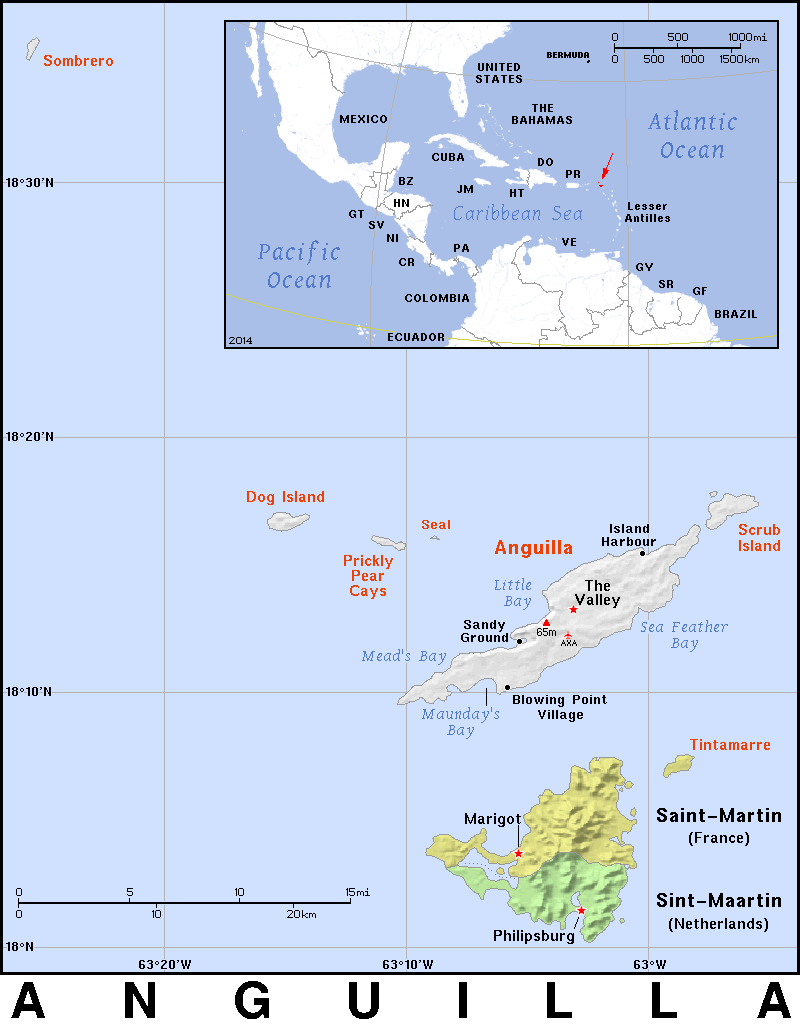 Sombrero
0 500 1000mi
0 500 1000 1500km
BERMUDA
UNITED
STATES
MEXICO
THE
BAHAMAS
Atlantic
Ocean
CUBA
DO
PR
BZ
JM
HT
HN
GT
Caribbean Sea
Lesser
Antilles
SV
NI
PA
VE
CR
Pacific
Ocean
GY
SR
GF
COLOMBIA
BRAZIL
ECUADOR
2014
18°30'N
18°20'N
Dog Island
Seal
Prickly
Pear
Cays
Anguilla
Island
Harbour
Scrub
Island
Little
Bay
The
Valley
Sandy
Ground
65m
AXA
Sea Feather
Bay
Mead's Bay
18°10'N
Blowing Point
Village
Maunday's
Bay
Tintamarre
Marigot
Saint-Martin
(France)
Sint-Maartin
(Netherlands)
Philipsburg
0 5 10 15mi
0 10 20km
18°N
63°20'W 63°10'W 63°W
ANGUILLA